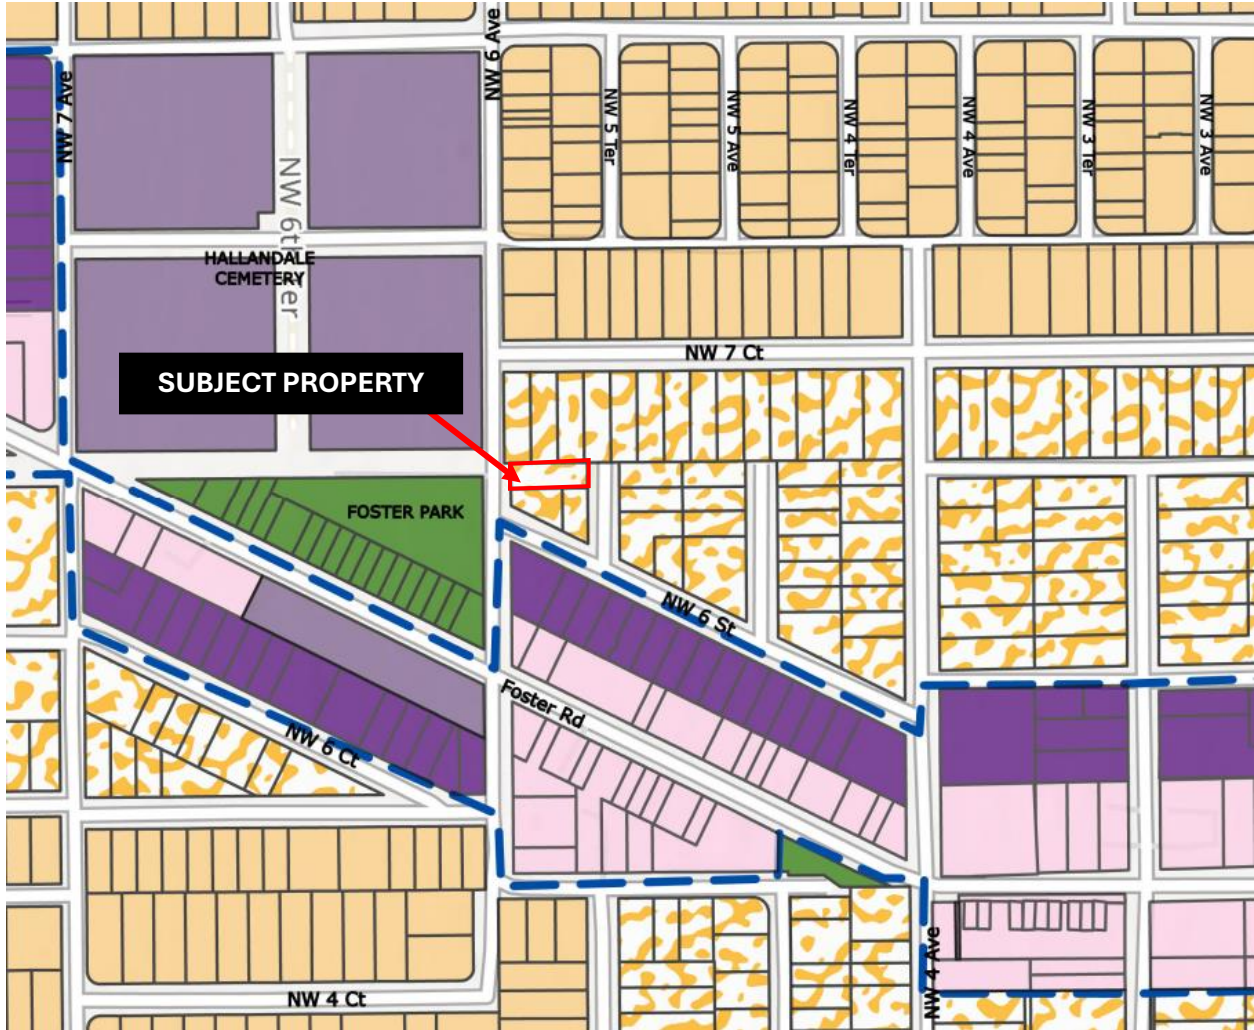 NW 6 Ave
NW 7 Ave
NW 5 Ter
NW 5 Ave
NW 4 Ter
NW 4 Ave
NW 3 Ter
NW 3 Ave
NW 6th Ter
HALLANDALE
CEMETERY
NW 7 Ct
SUBJECT PROPERTY
FOSTER PARK
NW 6 St
Foster Rd
NW 6 Ct
NW 4 Ave
NW 4 Ct